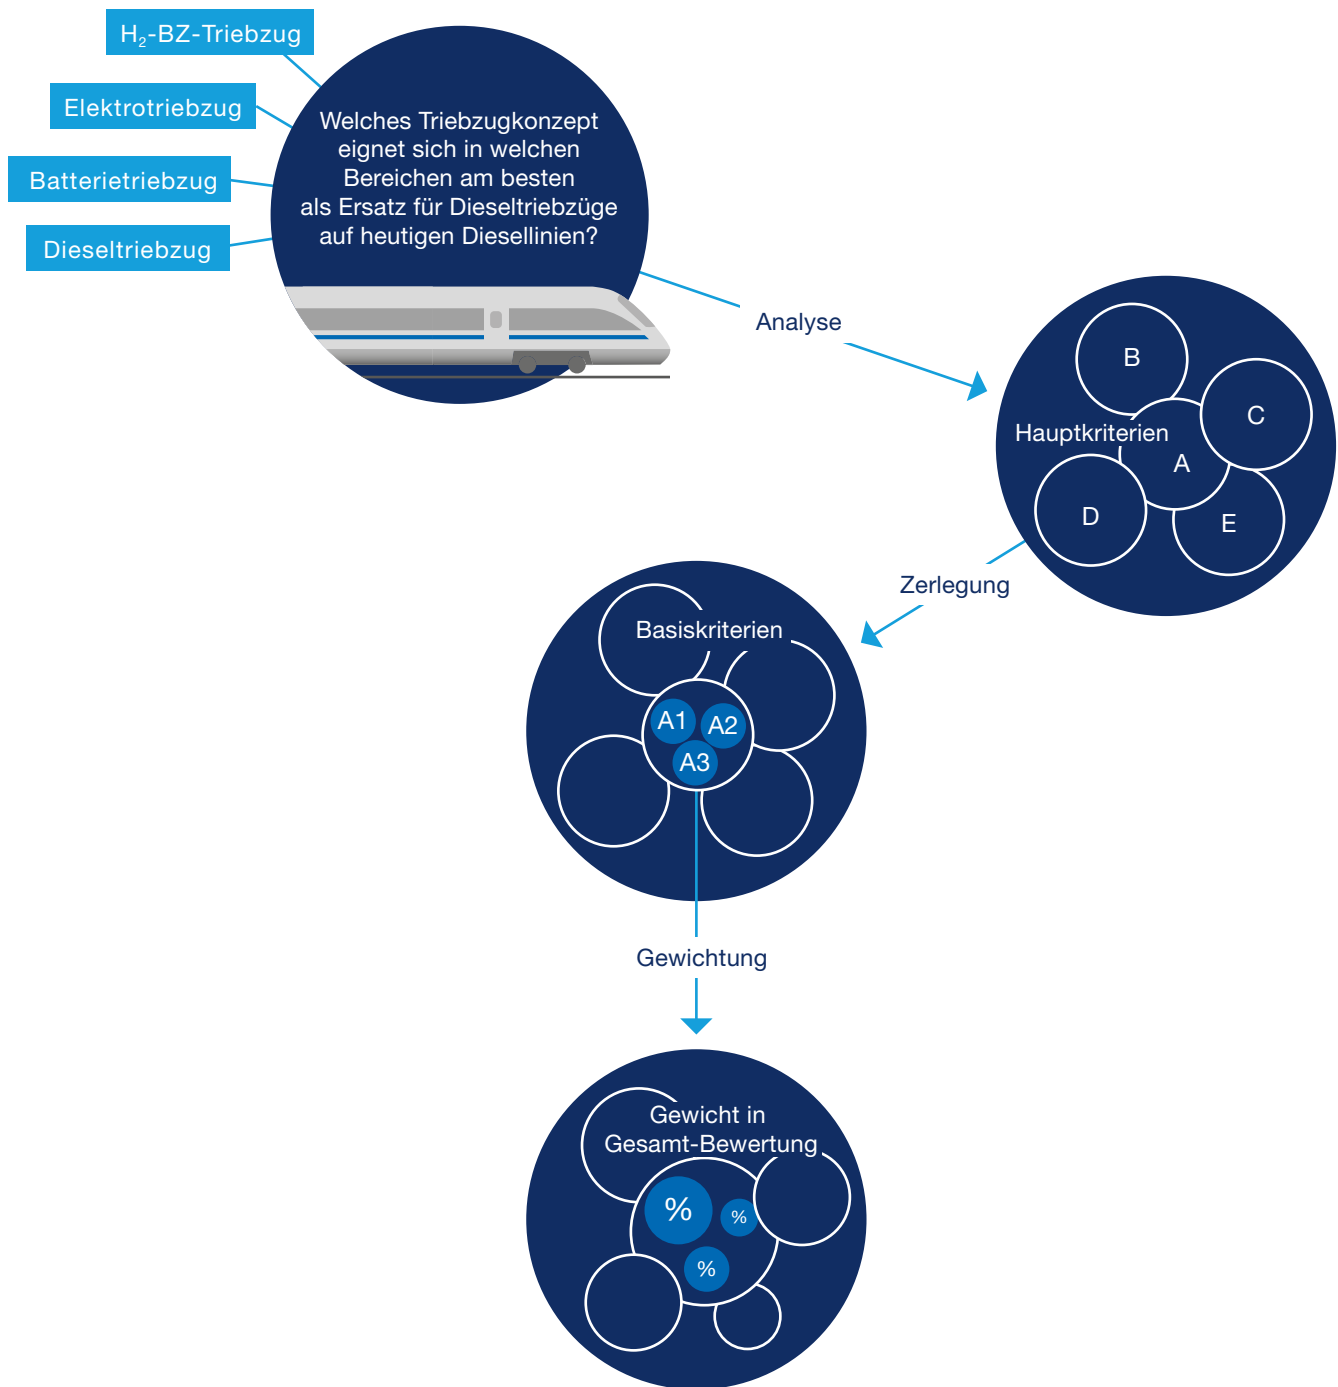 H₂-BZ-Triebzug
Elektrotriebzug
Batterietriebzug
Dieseltriebzug
Welches Triebzugkonzept
eignet sich in welchen
Bereichen am besten
als Ersatz für Dieseltriebzüge
auf heutigen Diesellinien?
Analyse
B
C
Hauptkriterien
A
D
E
Zerlegung
Basiskriterien
A1
A2
A3
Gewichtung
Gewicht in
Gesamt-Bewertung
%
%
%